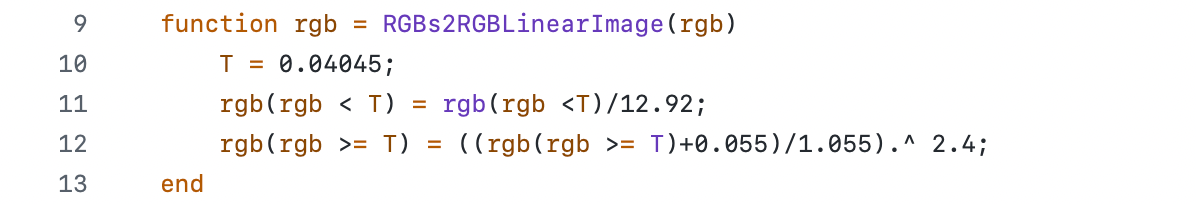 9 function rgb = RGBs2RGBLinearImage(rgb)
10 T = 0.04045;
11 rgb(rgb < T) = rgb(rgb <T)/12.92;
12 rgb(rgb >= T) = ((rgb(rgb >= T)+0.055)/1.055).^ 2.4;
13 end